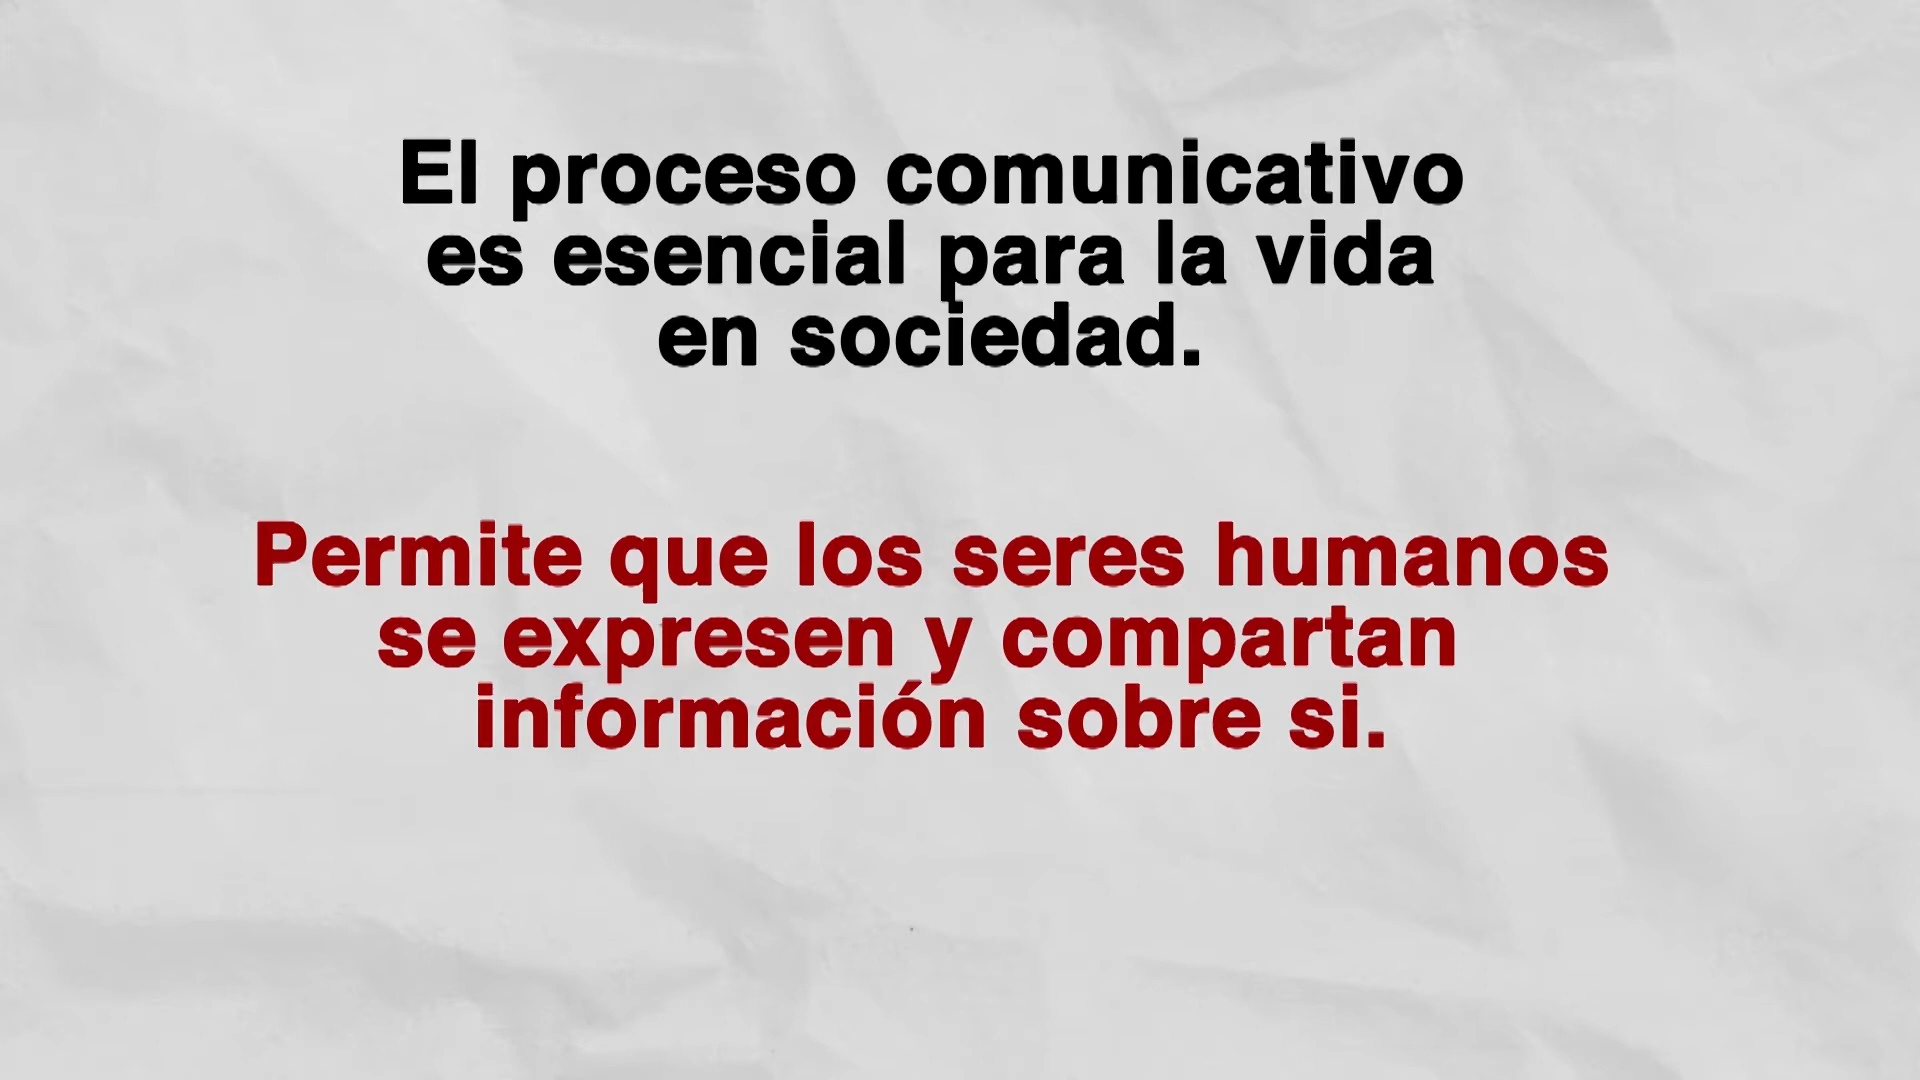 El proceso comunicativo
es esencial para la vida
en sociedad.
Permite que los seres humanos
se expresen y compartan
información sobre si.